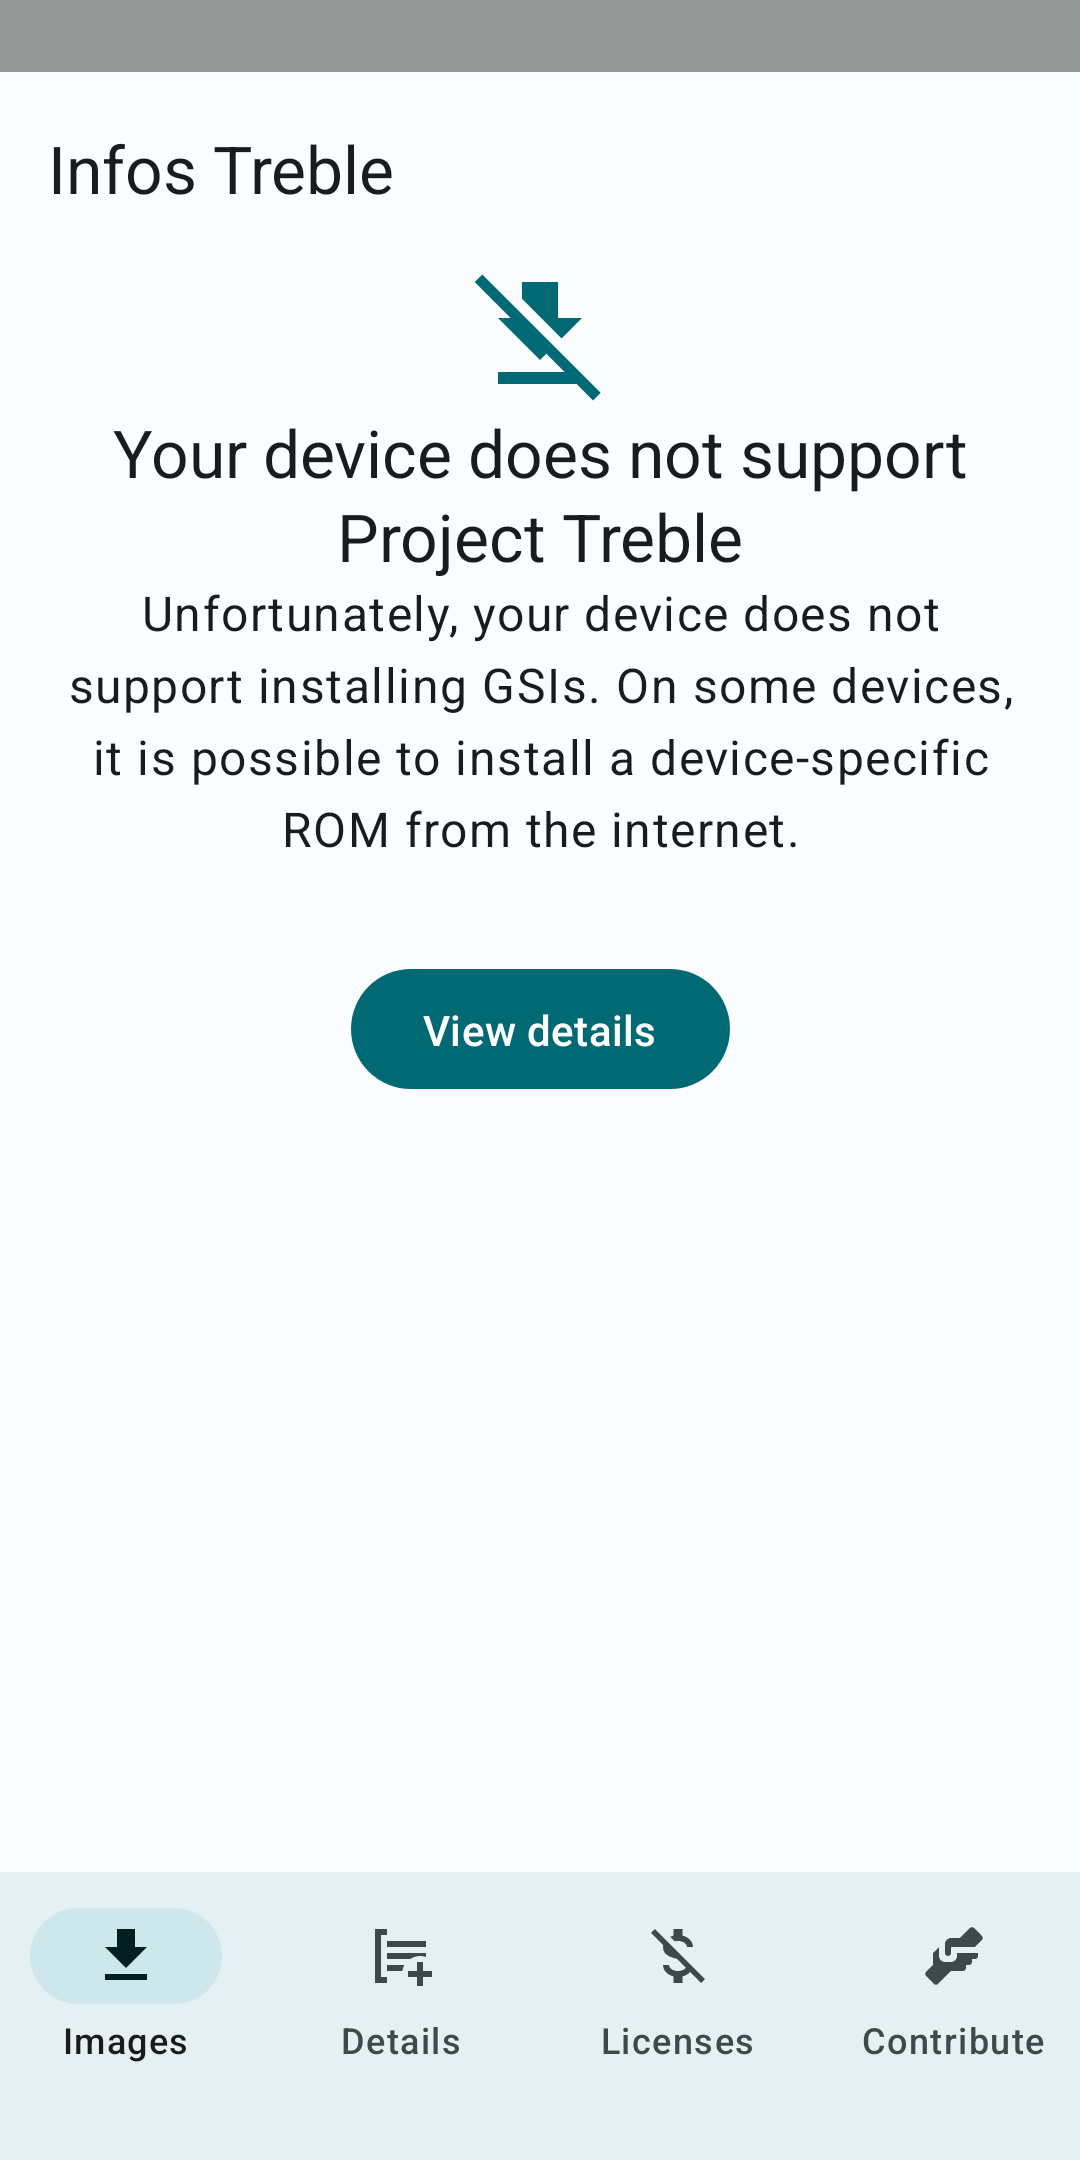 Infos Treble
Your device does not support
Project Treble
Unfortunately, your device does not
support installing GSIs. On some devices,
it is possible to install a device-specific
ROM from the internet.
View details
Images
Details
Licenses
Contribute